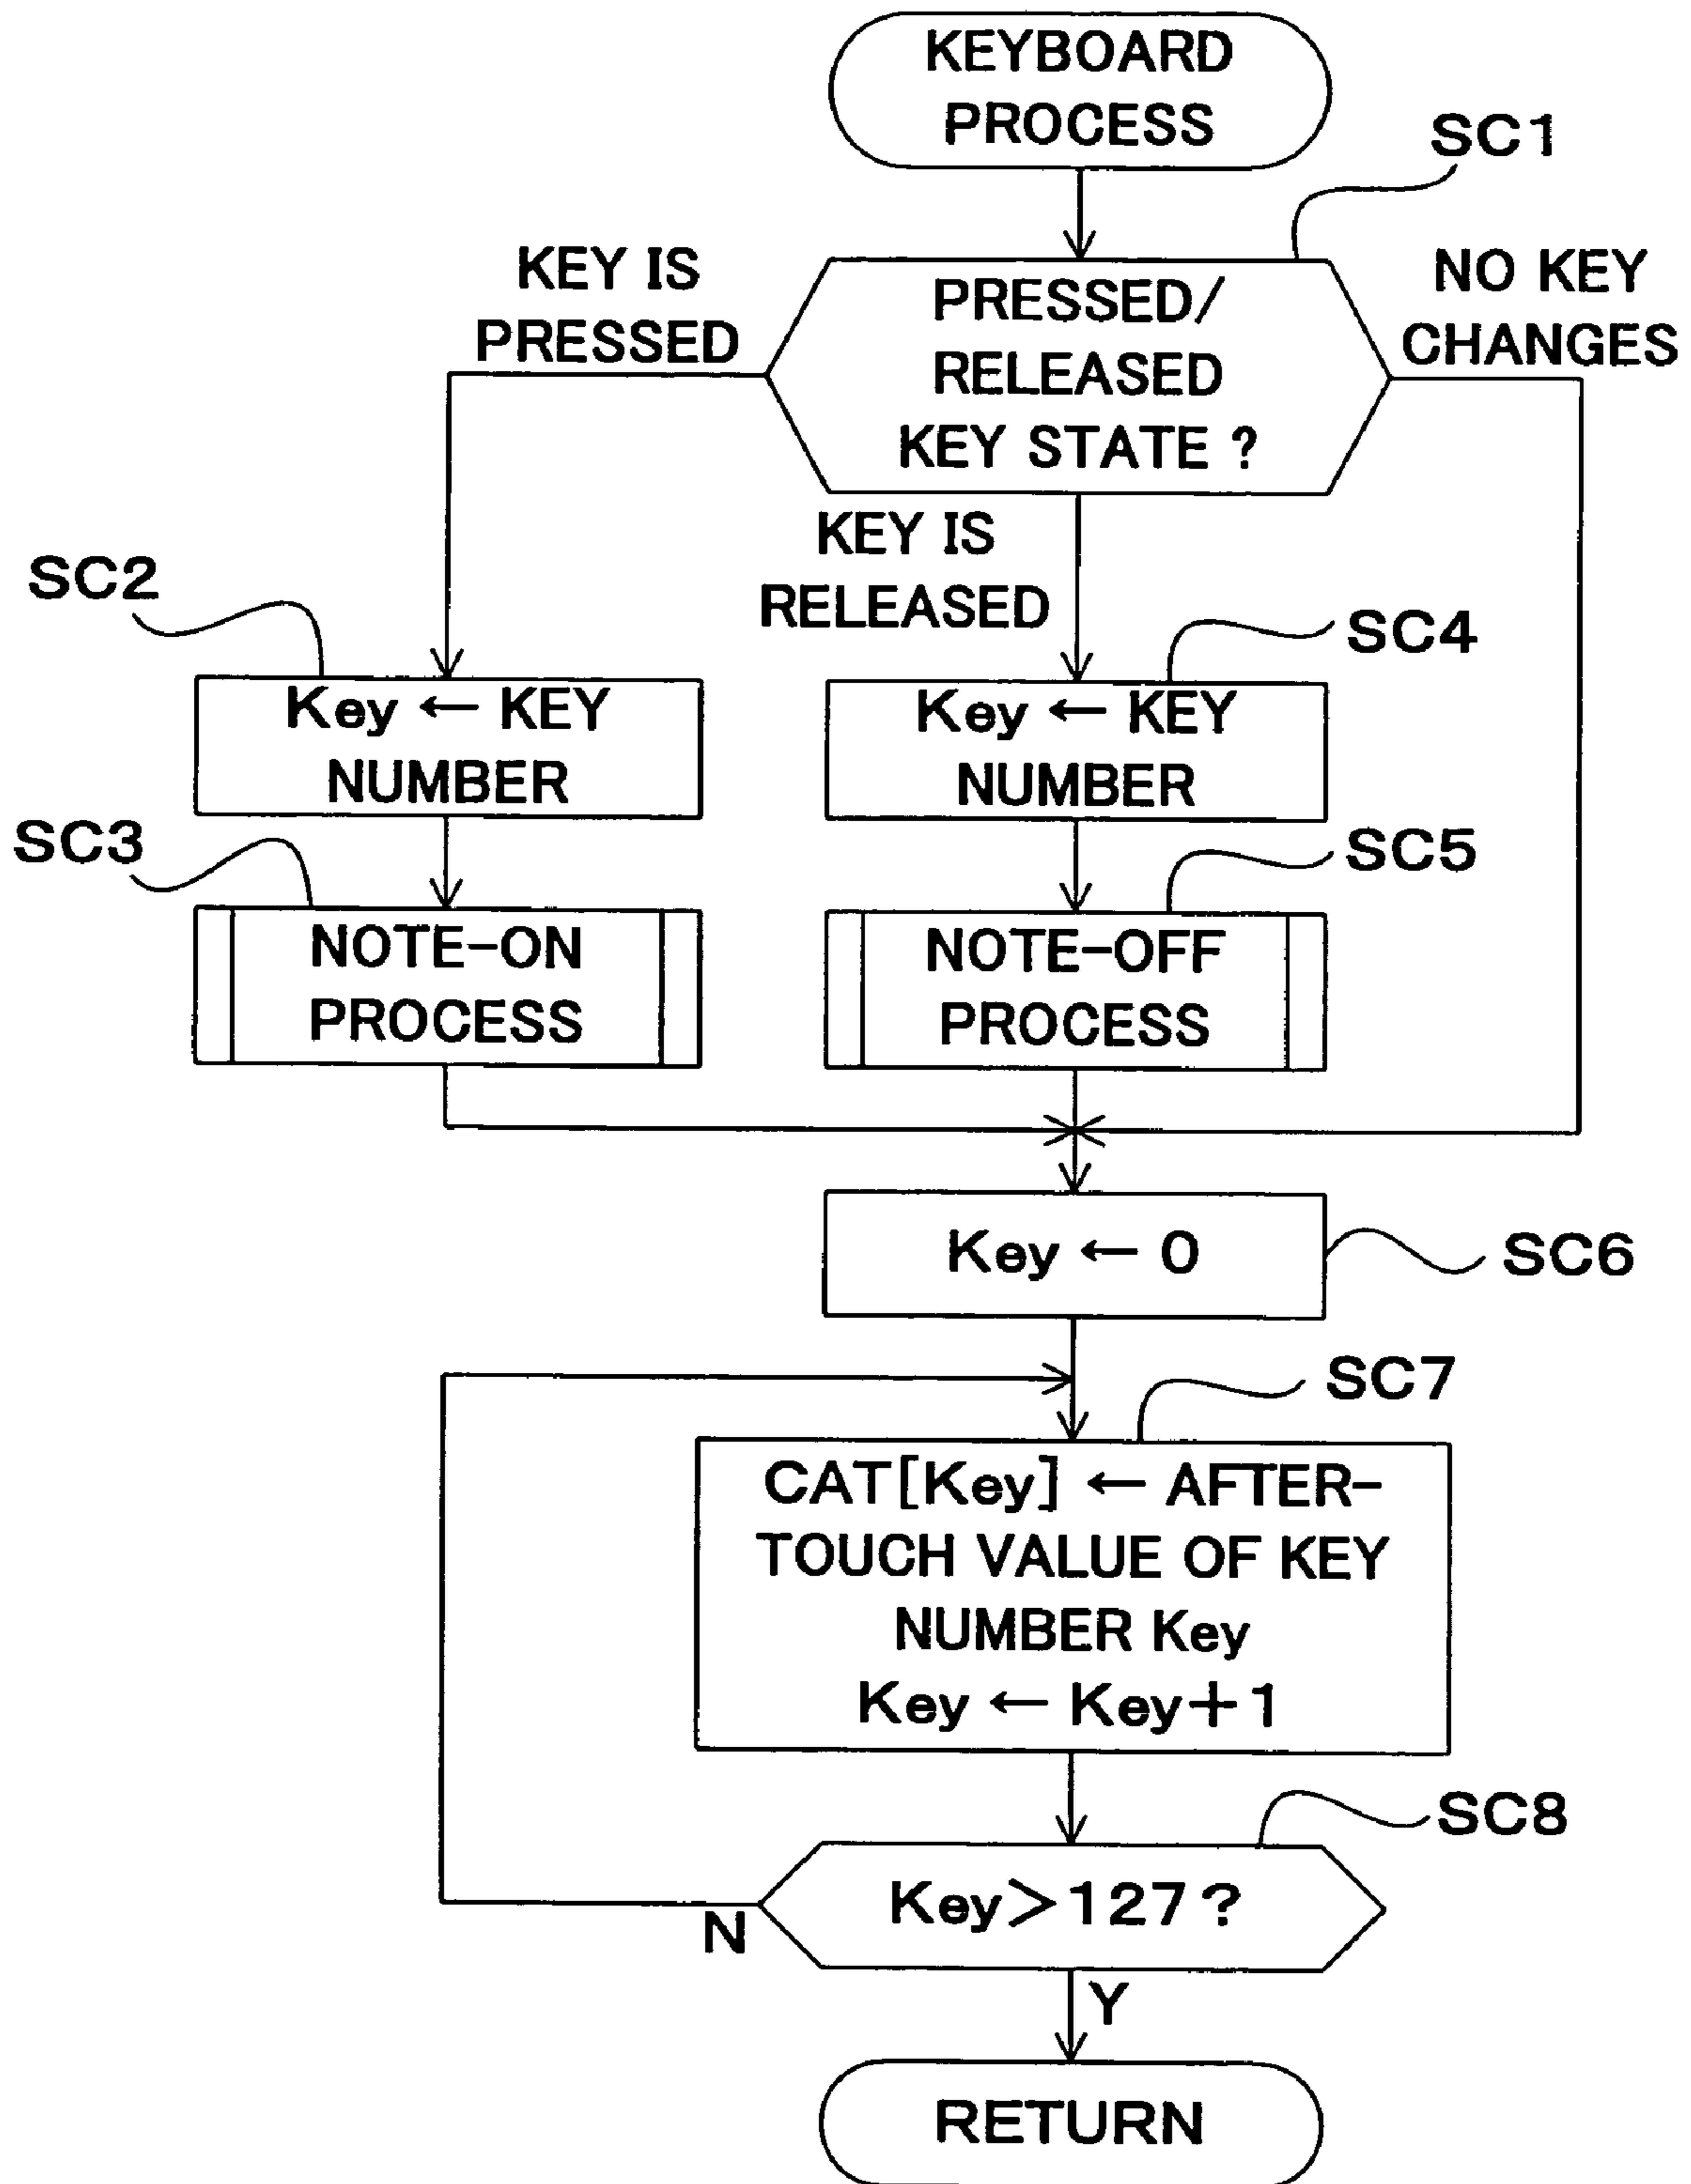 KEYBOARD
PROCESS
SC1
KEY IS
PRESSED
PRESSED/
RELEASED
KEY STATE ?
NO KEY
CHANGES
KEY IS
RELEASED
SC2
Key ← KEY
NUMBER
SC4
Key ← KEY
NUMBER
SC3
NOTE-ON
PROCESS
SC5
NOTE-OFF
PROCESS
Key ← 0
SC6
SC7
CAT[Key] ← AFTER-
TOUCH VALUE OF KEY
NUMBER Key
Key ← Key+1
SC8
Key>127?
N
Y
RETURN